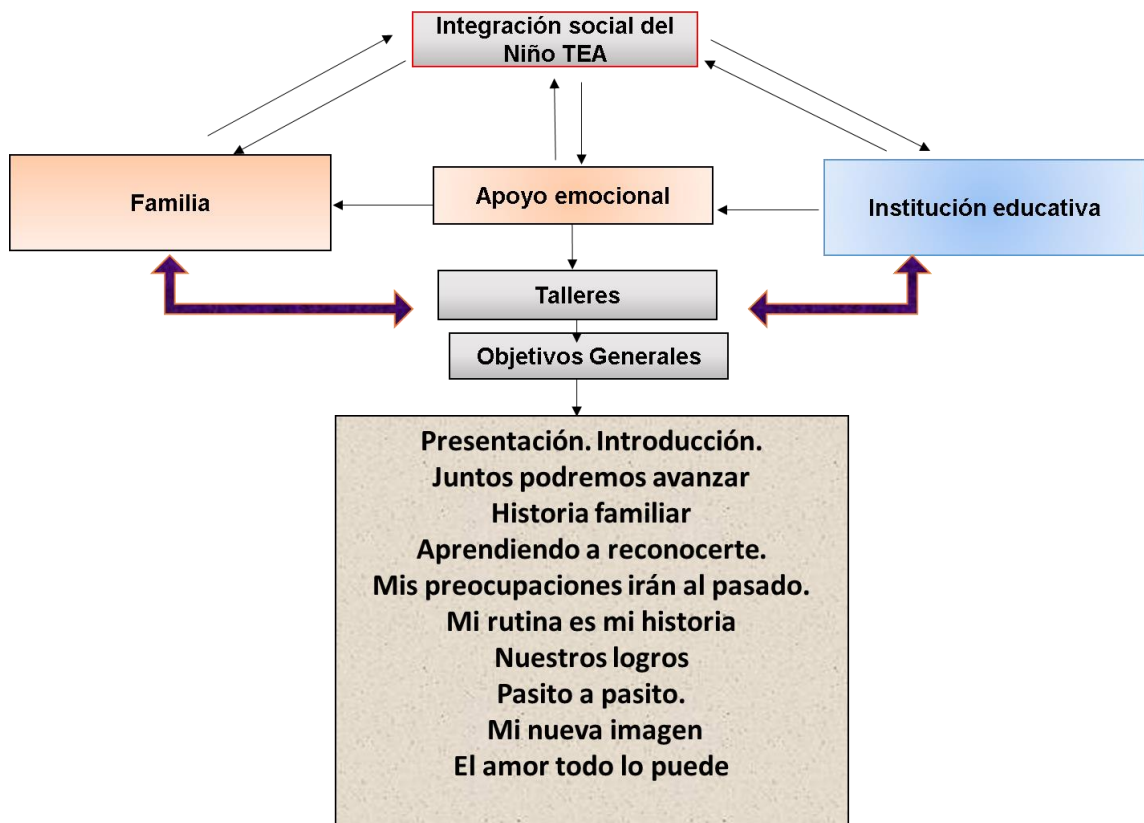 Integración social del
Niño TEA
Familia
Apoyo emocional
Institución educativa
Talleres
Objetivos Generales
Presentación. Introducción.
Juntos podremos avanzar
Historia familiar
Aprendiendo a reconocerte.
Mis preocupaciones irán al pasado.
Mi rutina es mi historia
Nuestros logros
Pasito a pasito.
Mi nueva imagen
El amor todo lo puede